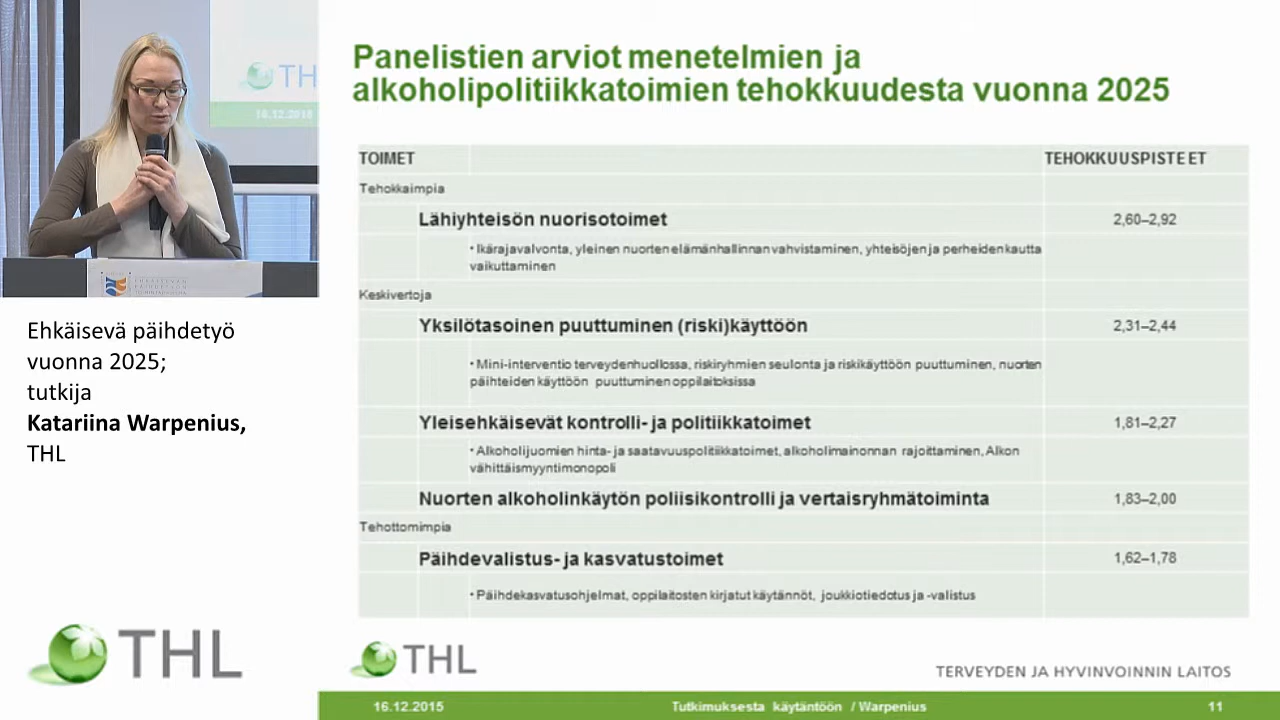 TH
16.12.2015
Ehkäisevä päihdetyö
vuonna 2025;
tutkija
Katariina Warpenius,
THL
THL
Panelistien arviot menetelmien ja
alkoholipolitiikkatoimien tehokkuudesta vuonna 2025
TOIMET TEHOKKUUSPISTEET
Tehokkaimpia
Lähiyhteisön nuorisotoimet 2,60–2,92
• Ikärajavalvonta, yleinen nuorten elämänhallinnan vahvistaminen, yhteisöjen ja perheiden kautta
vaikuttaminen
Keskivertoja
Yksilötasoinen puuttuminen (riski)käyttöön 2,31–2,44
• Mini-interventio terveydenhuollossa, riskiryhmien seulonta ja riskikäyttöön puuttuminen, nuorten
päihteiden käyttöön puuttuminen oppilaitoksissa
Yleisehkäisevät kontrolli- ja politiikkatoimet 1,81–2,27
• Alkoholijuomien hinta- ja saatavuuspolitiikkatoimet, alkoholimainonnan rajoittaminen, Alkon
vähittäismyyntimonopoli
Nuorten alkoholinkäytön poliisikontrolli ja vertaisryhmätoiminta 1,83–2,00
Tehottomimpia
Päihdevalistus- ja kasvatustoimet 1,62–1,78
• Päihdekasvatusohjelmat, oppilaitosten kirjatut käytännöt, joukkotiedotus ja -valistus
THL
TERVEYDEN JA HYVINVOINNIN LAITOS
16.12.2015 Tutkimuksesta käytäntöön / Warpenius 11